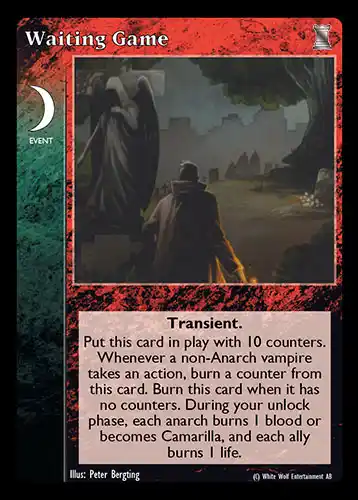 Waiting Game
EVENT
Transient.
Put this card in play with 10 counters.
Whenever a non-Anarch vampire
takes an action, burn a counter from
this card. Burn this card when it has
no counters. During your unlock
phase, each anarch burns 1 blood or
becomes Camarilla, and each ally
burns 1 life.
Illus: Peter Bergting
(C) White Wolf Entertainment AB